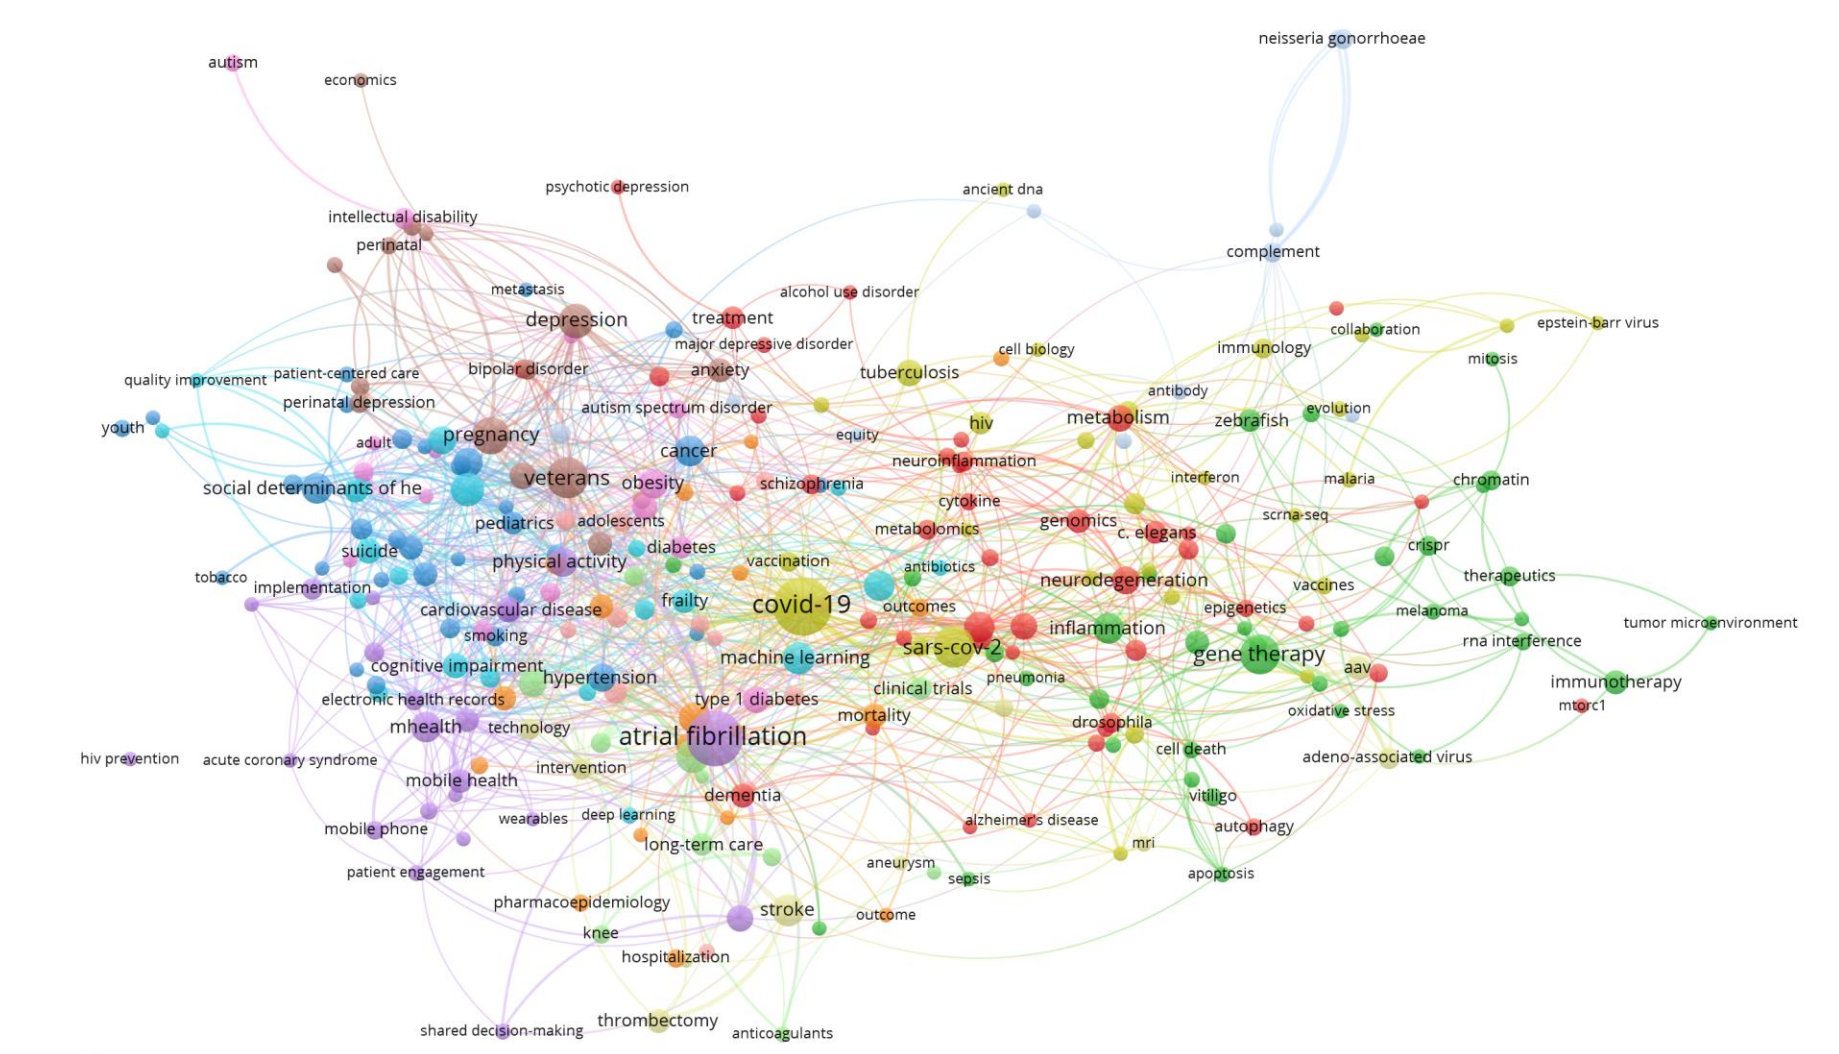 neisseria gonorrhoeae
autism
economics
psychotic depression
ancient dna
intellectual disability
perinatal
complement
metastasis
alcohol use disorder
depression
treatment
epstein-barr virus
collaboration
major depressive disorder
cell biology
immunology
mitosis
bipolar disorder
anxiety
tuberculosis
patient-centered care
quality improvement
antibody
perinatal depression
autism spectrum disorder
evolution
metabolism
zebrafish
hiv
youth
pregnancy
equity
adult
cancer
neuroinflammation
veterans
obesity
schizophrenia
interferon
malaria
chromatin
social determinants of he
cytokine
scrna-seq
pediatrics
adolescents
genomics
metabolomics
c. elegans
crispr
suicide
diabetes
physical activity
vaccination
antibiotics
tobacco
implementation
neurodegeneration
vaccines
therapeutics
frailty
covid-19
outcomes
epigenetics
melanoma
cardiovascular disease
tumor microenvironment
inflammation
smoking
rna interference
sars-cov-2
gene therapy
machine learning
cognitive impairment
aav
hypertension
pneumonia
immunotherapy
clinical trials
electronic health records
type 1 diabetes
mtorc1
oxidative stress
mortality
drosophila
mhealth
technology
atrial fibrillation
cell death
hiv prevention
acute coronary syndrome
adeno-associated virus
intervention
mobile health
dementia
vitiligo
wearables
deep learning
alzheimer's disease
autophagy
mobile phone
long-term care
mri
aneurysm
patient engagement
sepsis
apoptosis
pharmacoepidemiology
stroke
outcome
knee
hospitalization
thrombectomy
shared decision-making
anticoagulants